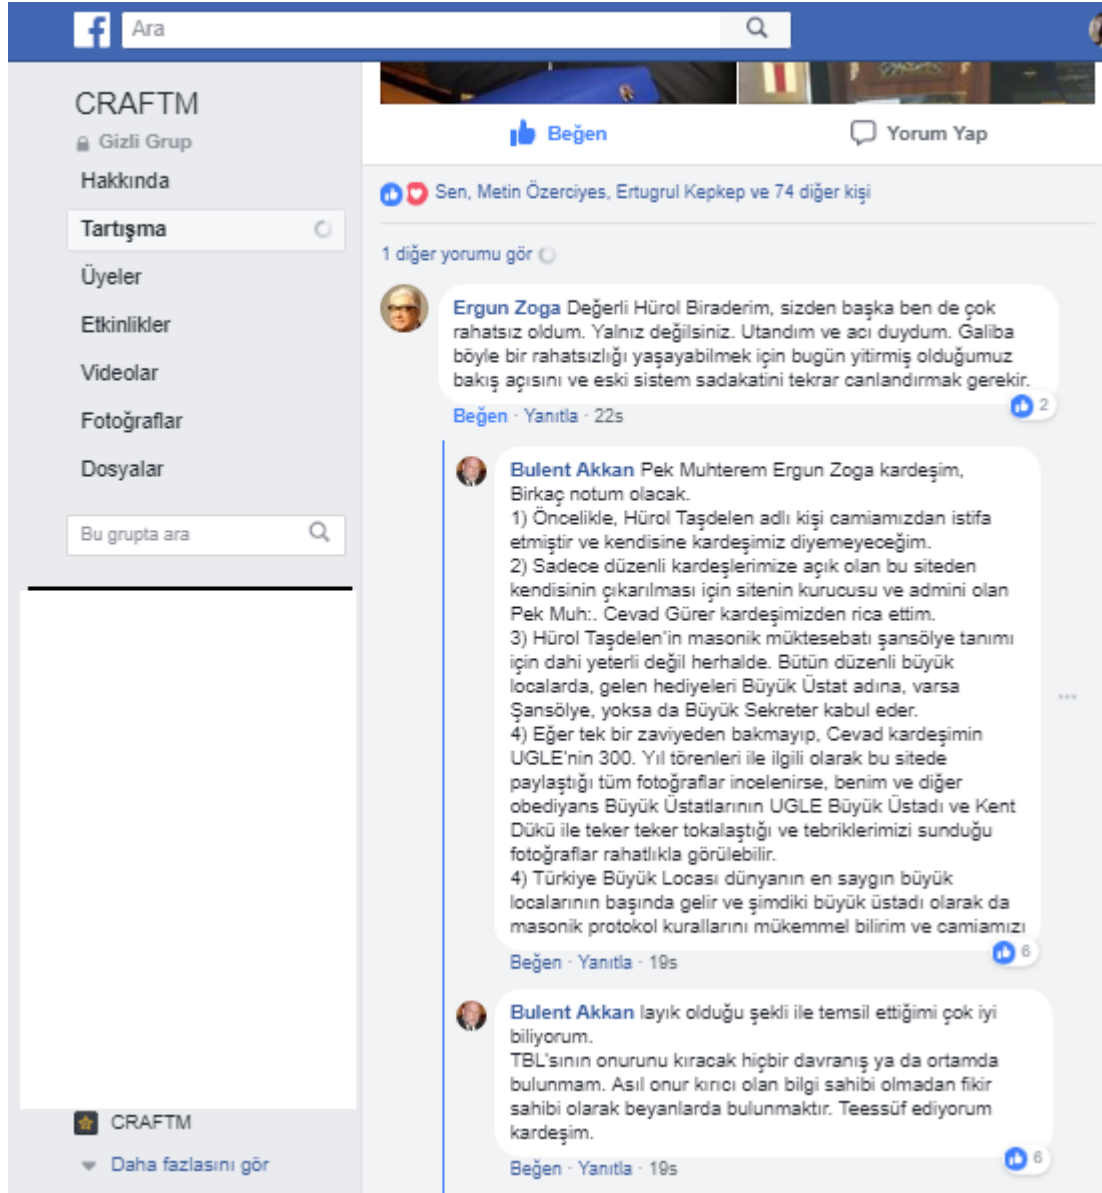 Ara
CRAFTM
Gizli Grup
Hakkında
Tartışma
Üyeler
Etkinlikler
Videolar
Fotoğraflar
Dosyalar
Bu grupta ara
CRAFTM
Daha fazlasını gör
Beğen
Yorum Yap
Sen, Metin Özerciyes, Ertugrul Kepkep ve 74 diğer kişi
1 diğer yorumu gör
Ergun Zoga Değerli Hürol Biraderim, sizden başka ben de çok
rahatsız oldum. Yalnız değilsiniz. Utandım ve acı duydum. Galiba
böyle bir rahatsızlığı yaşayabilmek için bugün yitirmiş olduğumuz
bakış açısını ve eski sistem sadakatini tekrar canlandırmak gerekir.
2
Beğen · Yanıtla · 22s
Bulent Akkan Pek Muhterem Ergun Zoga kardeşim,
Birkaç notum olacak.
1) Öncelikle, Hürol Taşdelen adlı kişi camiamızdan istifa
etmiştir ve kendisine kardeşimiz diyemeyeceğim.
2) Sadece düzenli kardeşlerimize açık olan bu siteden
kendisinin çıkarılması için sitenin kurucusu ve admini olan
Pek Muh:. Cevad Gürer kardeşimizden rica ettim.
3) Hürol Taşdelen'in masonik müktesebatı şansölye tanımı
için dahi yeterli değil herhalde. Bütün düzenli büyük
localarda, gelen hediyeleri Büyük Üstat adına, varsa
Şansölye, yoksa da Büyük Sekreter kabul eder.
4) Eğer tek bir zaviyeden bakmayıp, Cevad kardeşimin
UGLE'nin 300. Yıl törenleri ile ilgili olarak bu sitede
paylaştığı tüm fotoğraflar incelenirse, benim ve diğer
obediyans Büyük Üstatlarının UGLE Büyük Üstadı ve Kent
Dükü ile teker teker tokalaştığı ve tebriklerimizi sunduğu
fotoğraflar rahatlıkla görülebilir.
4) Türkiye Büyük Locası dünyanın en saygın büyük
localarının başında gelir ve şimdiki büyük üstadı olarak da
masonik protokol kurallarını mükemmel bilirim ve camiamızı
6
Beğen · Yanıtla · 19s
Bulent Akkan layık olduğu şekli ile temsil ettiğimi çok iyi
biliyorum.
TBL'sının onurunu kıracak hiçbir davranış ya da ortamda
bulunmam. Asıl onur kırıcı olan bilgi sahibi olmadan fikir
sahibi olarak beyanlarda bulunmaktır. Teessüf ediyorum
kardeşim.
6
Beğen · Yanıtla · 19s